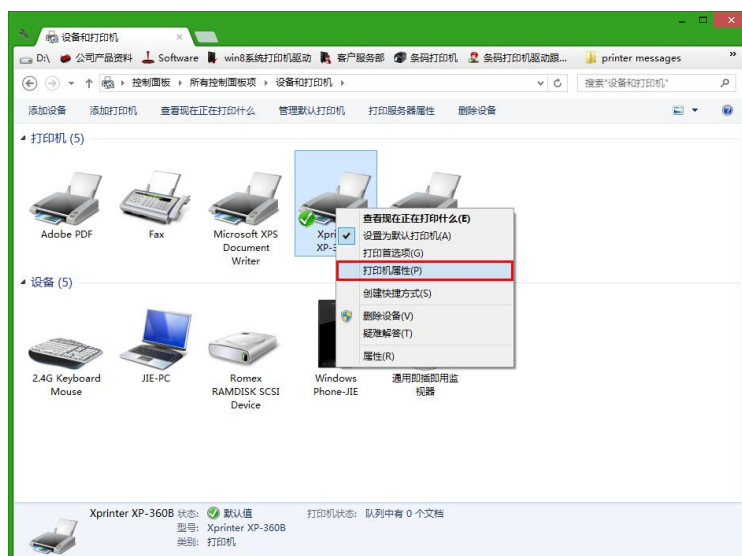 设备和打印机
D:\ 公司产品资料 Software win8系统打印机驱动 客户服务部 条码打印机 条码打印机驱动跟... printer messages »
控制面板 所有控制面板项 设备和打印机 搜索"设备和打印机"
添加设备 添加打印机 查看现在正在打印什么 管理默认打印机 打印服务器属性 删除设备
打印机 (5)
Adobe PDF
Fax
Microsoft XPS
Document
Writer
Xpri
XP-3
查看现在正在打印什么(E)
设置为默认打印机(A)
打印首选项(G)
打印机属性(P)
创建快捷方式(S)
删除设备(V)
疑难解答(T)
属性(R)
设备 (5)
2.4G Keyboard
Mouse
JIE-PC
Romex
RAMDISK SCSI
Device
Windows
Phone-JIE
通用即插即用监
视器
Xprinter XP-360B 状态: 默认值 打印机状态: 队列中有 0 个文档
型号: Xprinter XP-360B
类别: 打印机